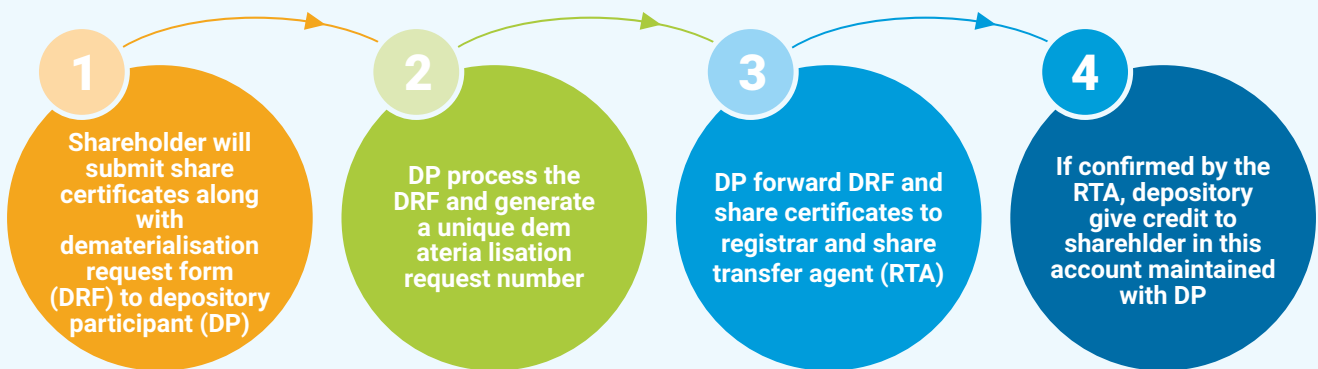 1
Shareholder will
submit share
certificates along
with
dematerialisation
request form
(DRF) to depository
participant (DP)
2
DP process the
DRF and generate
a unique dem
ateria lisation
request number
3
DP forward DRF and
share certificates to
registrar and share
transfer agent (RTA)
4
If confirmed by the
RTA, depository
give credit to
sharehlder in this
account maintained
with DP